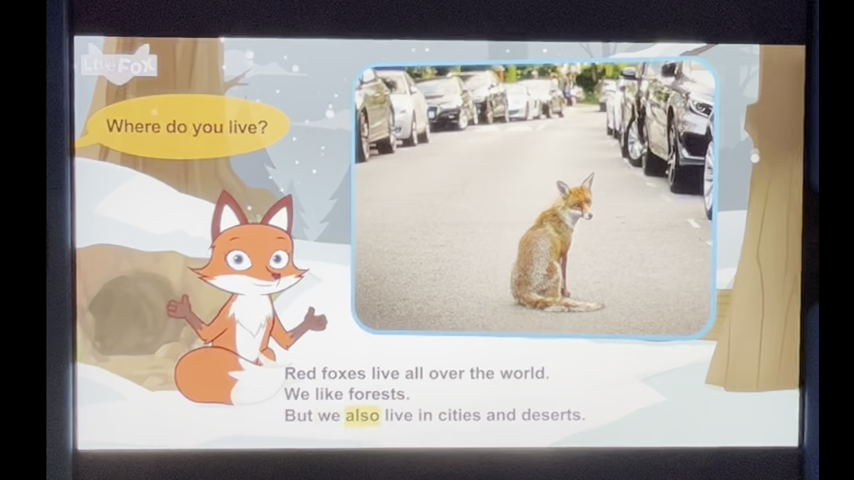 Little Fox
Where do you live?
Red foxes live all over the world.
We like forests.
But we also live in cities and deserts.